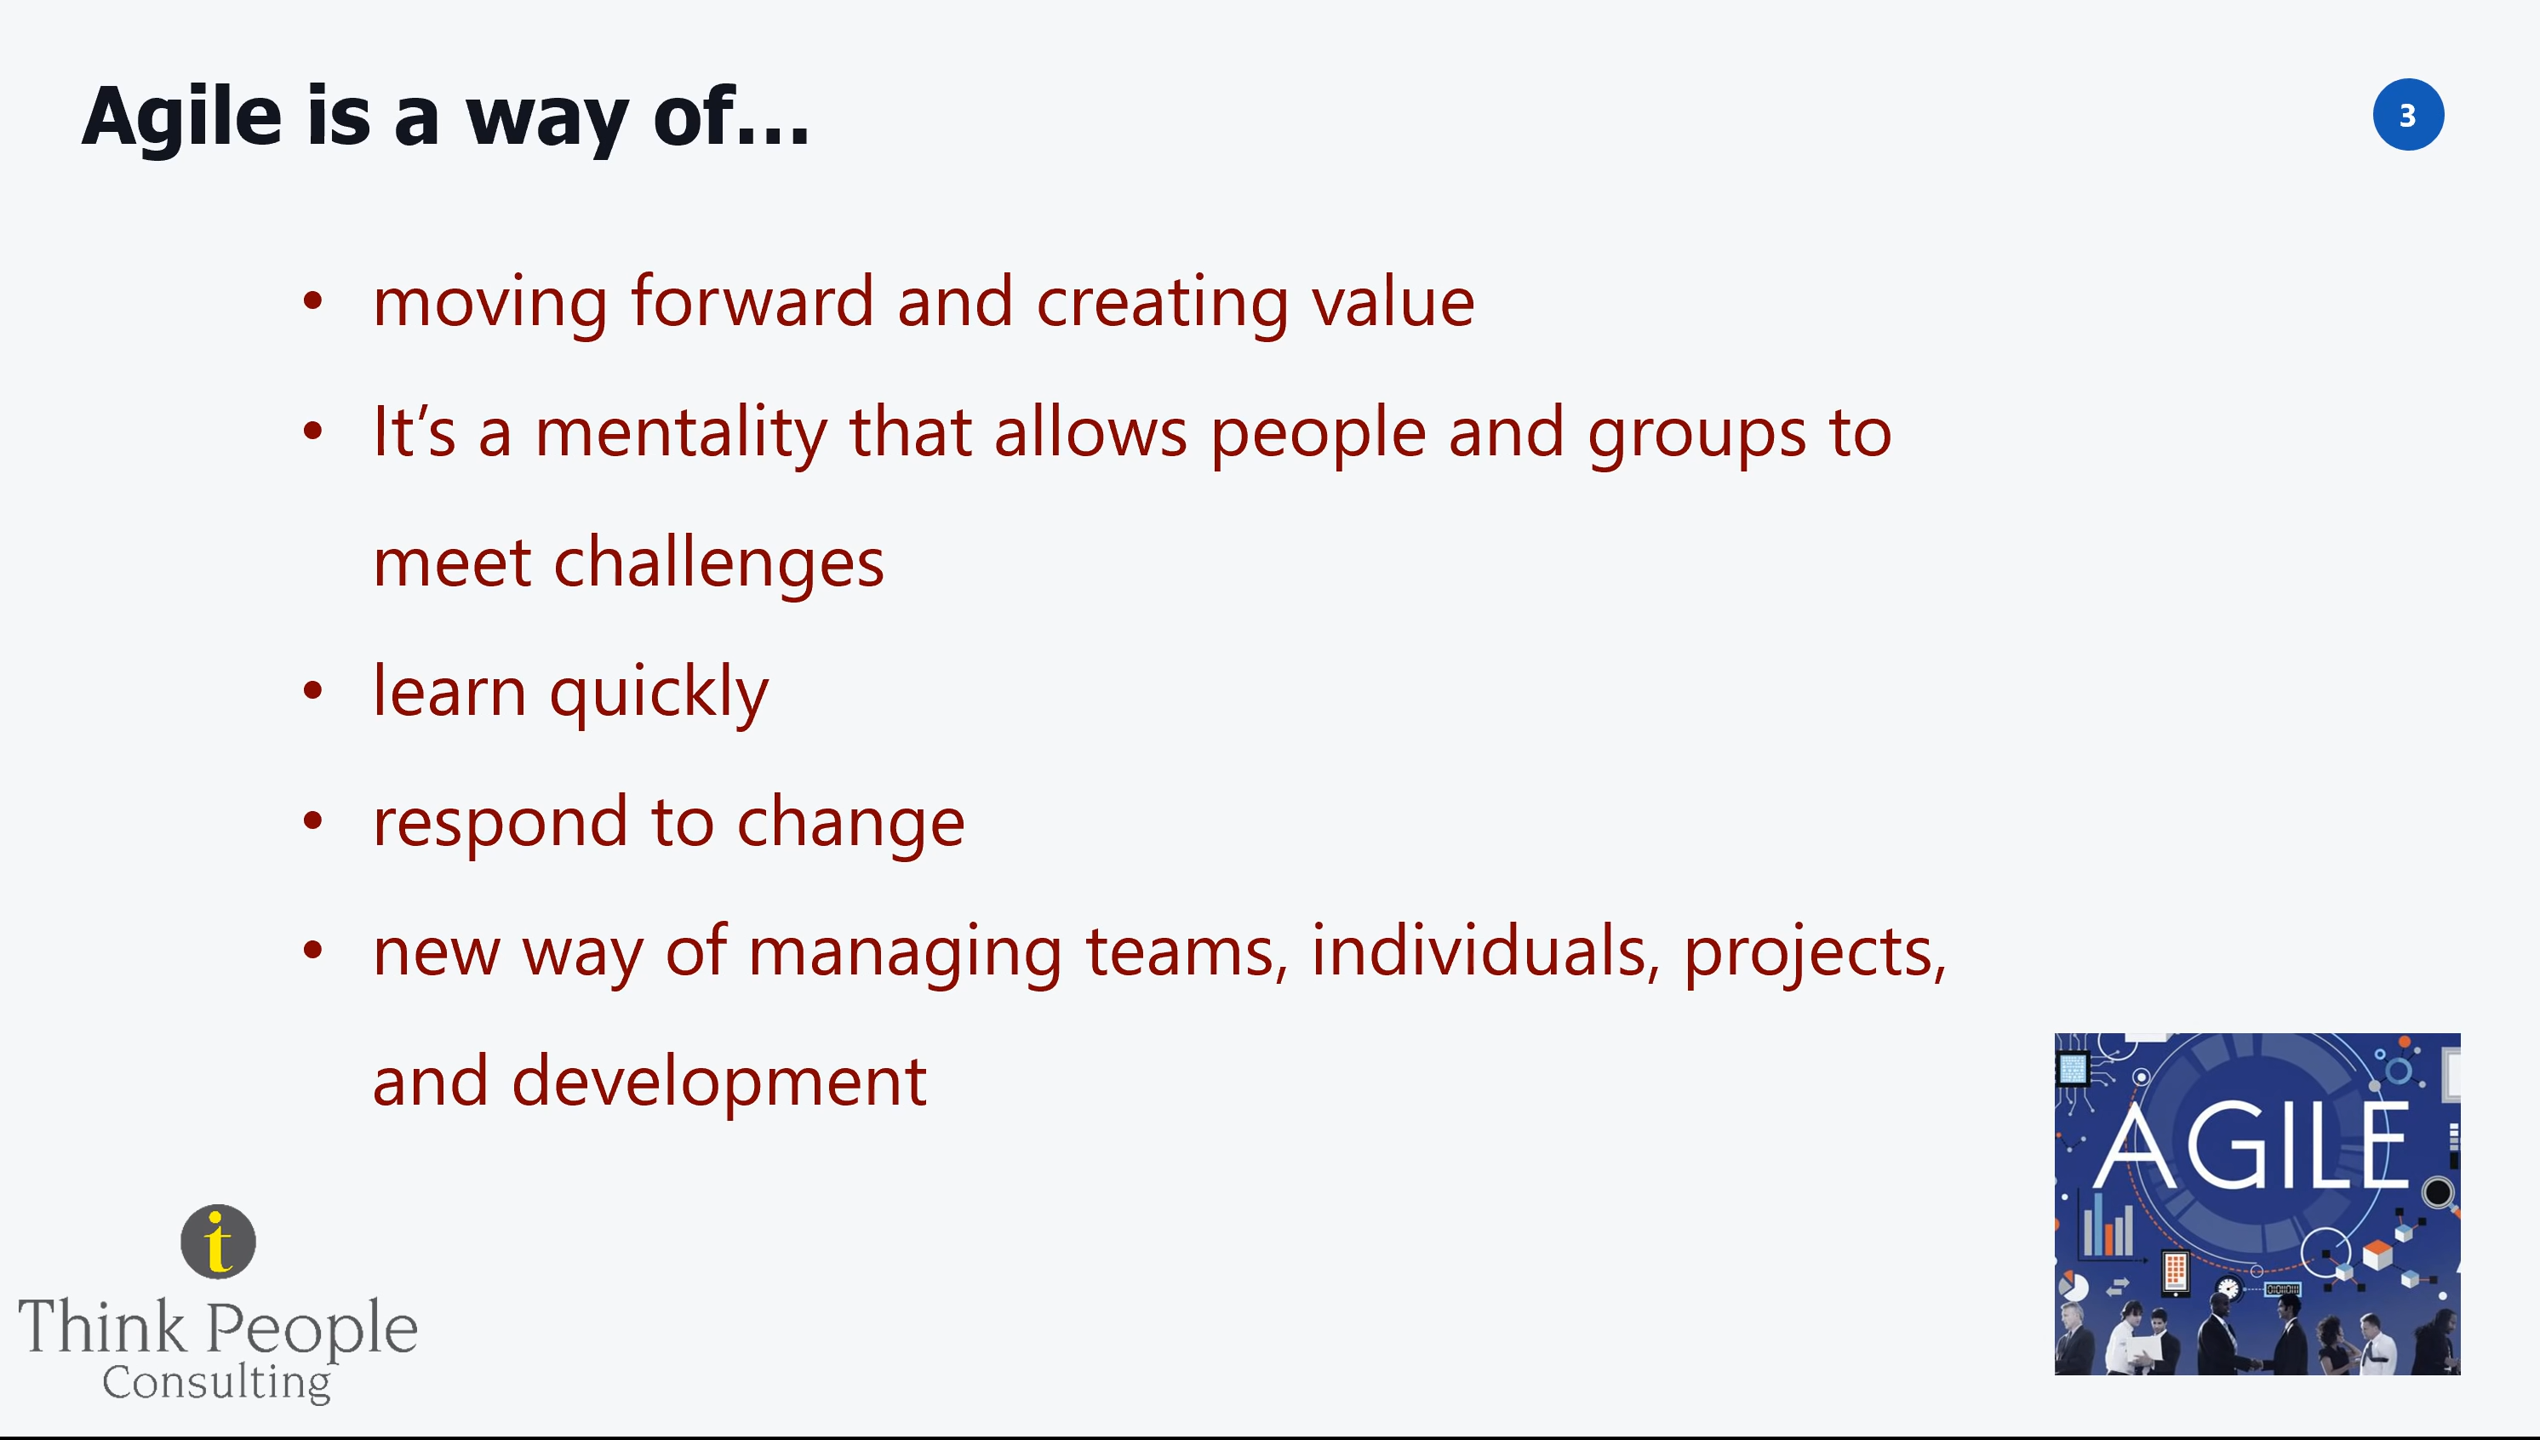 Agile is a way of...
3
• moving forward and creating value
• It’s a mentality that allows people and groups to
meet challenges
• learn quickly
• respond to change
• new way of managing teams, individuals, projects,
and development
AGILE
i
Think People
Consulting